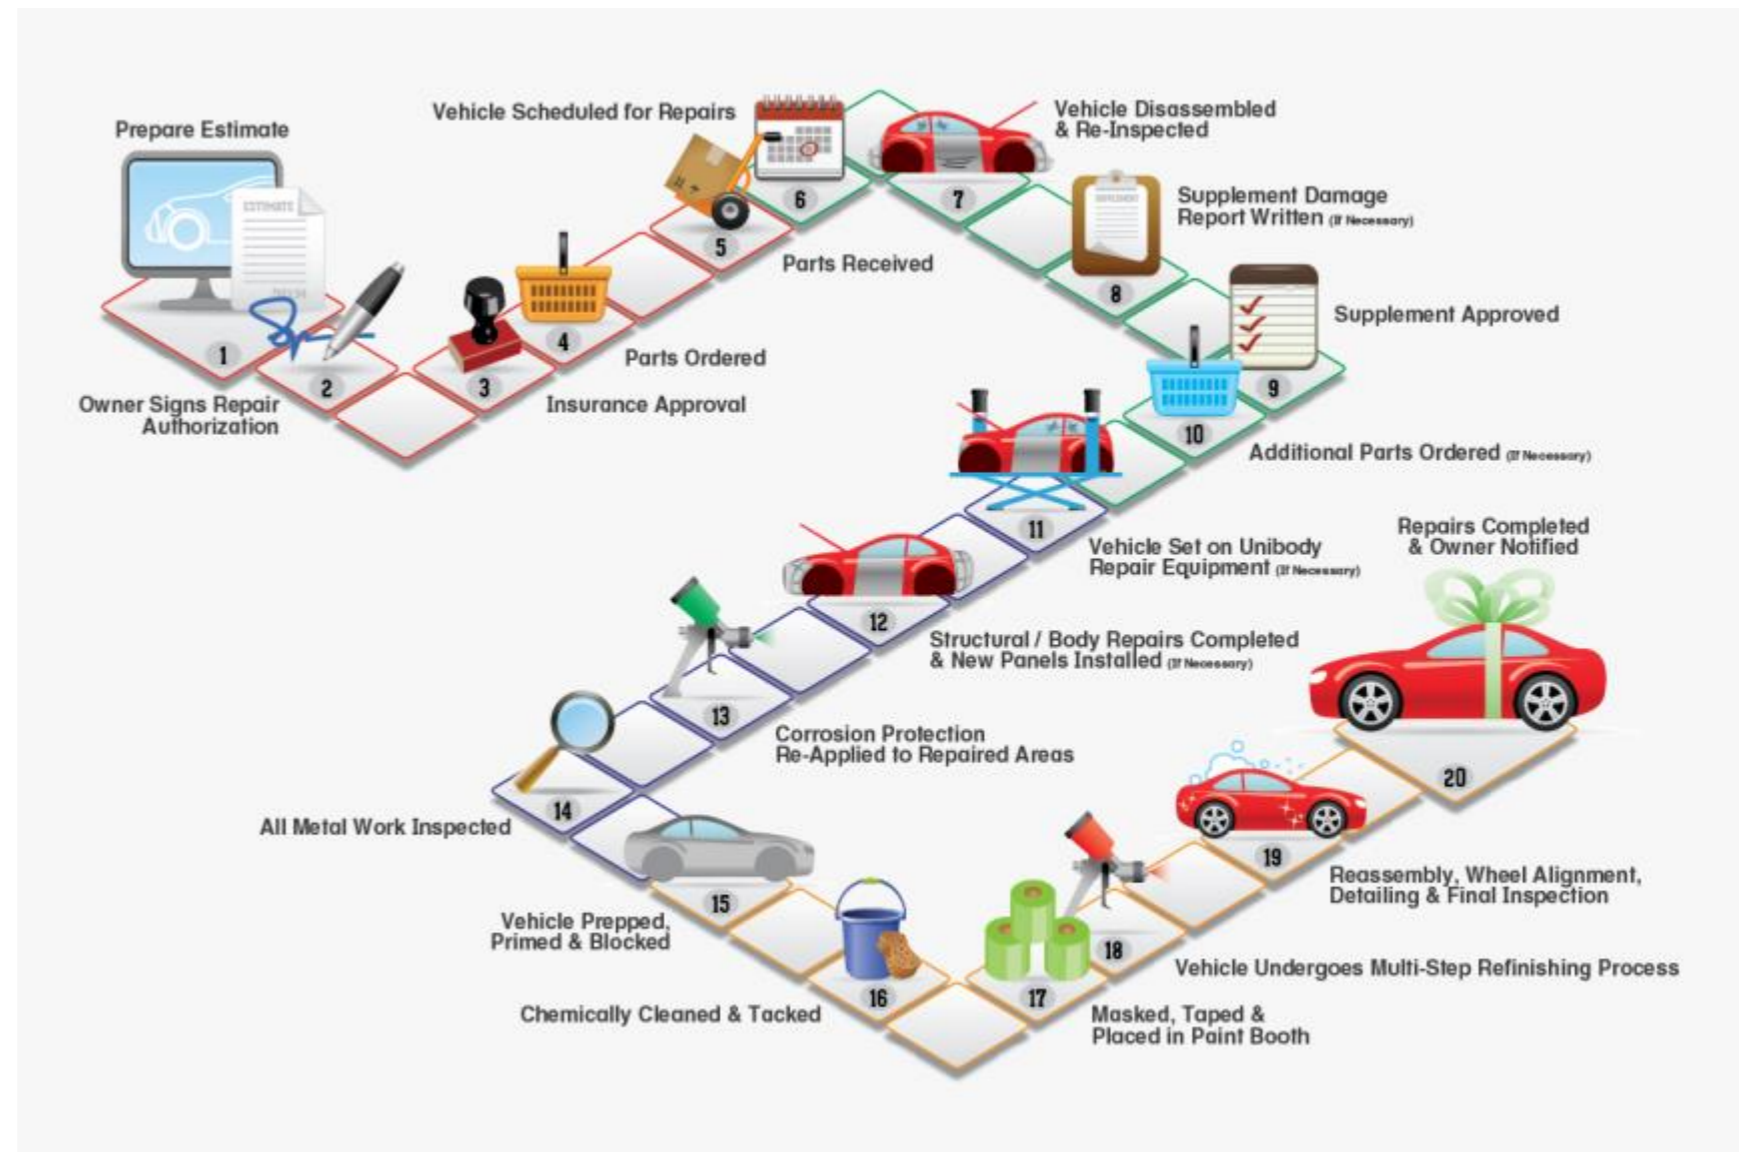 Prepare Estimate
ESTIMATE
1
Owner Signs Repair
Authorization
2
3
Insurance Approval
4
Parts Ordered
5
Parts Received
Vehicle Scheduled for Repairs
6
Vehicle Disassembled
& Re-Inspected
7
Supplement Damage
Report Written (If Necessary)
SUPPLEMENT
8
Supplement Approved
9
10
Additional Parts Ordered (If Necessary)
11
Vehicle Set on Unibody
Repair Equipment (If Necessary)
12
Structural / Body Repairs Completed
& New Panels Installed (If Necessary)
13
Corrosion Protection
Re-Applied to Repaired Areas
14
All Metal Work Inspected
15
Vehicle Prepped,
Primed & Blocked
16
Chemically Cleaned & Tacked
17
Masked, Taped &
Placed in Paint Booth
18
Vehicle Undergoes Multi-Step Refinishing Process
19
Reassembly, Wheel Alignment,
Detailing & Final Inspection
Repairs Completed
& Owner Notified
20